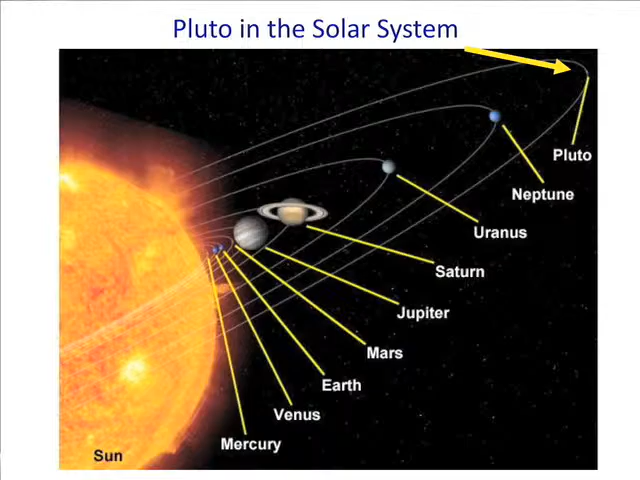 Pluto in the Solar System
Pluto
Neptune
Uranus
Saturn
Jupiter
Mars
Earth
Venus
Mercury
Sun